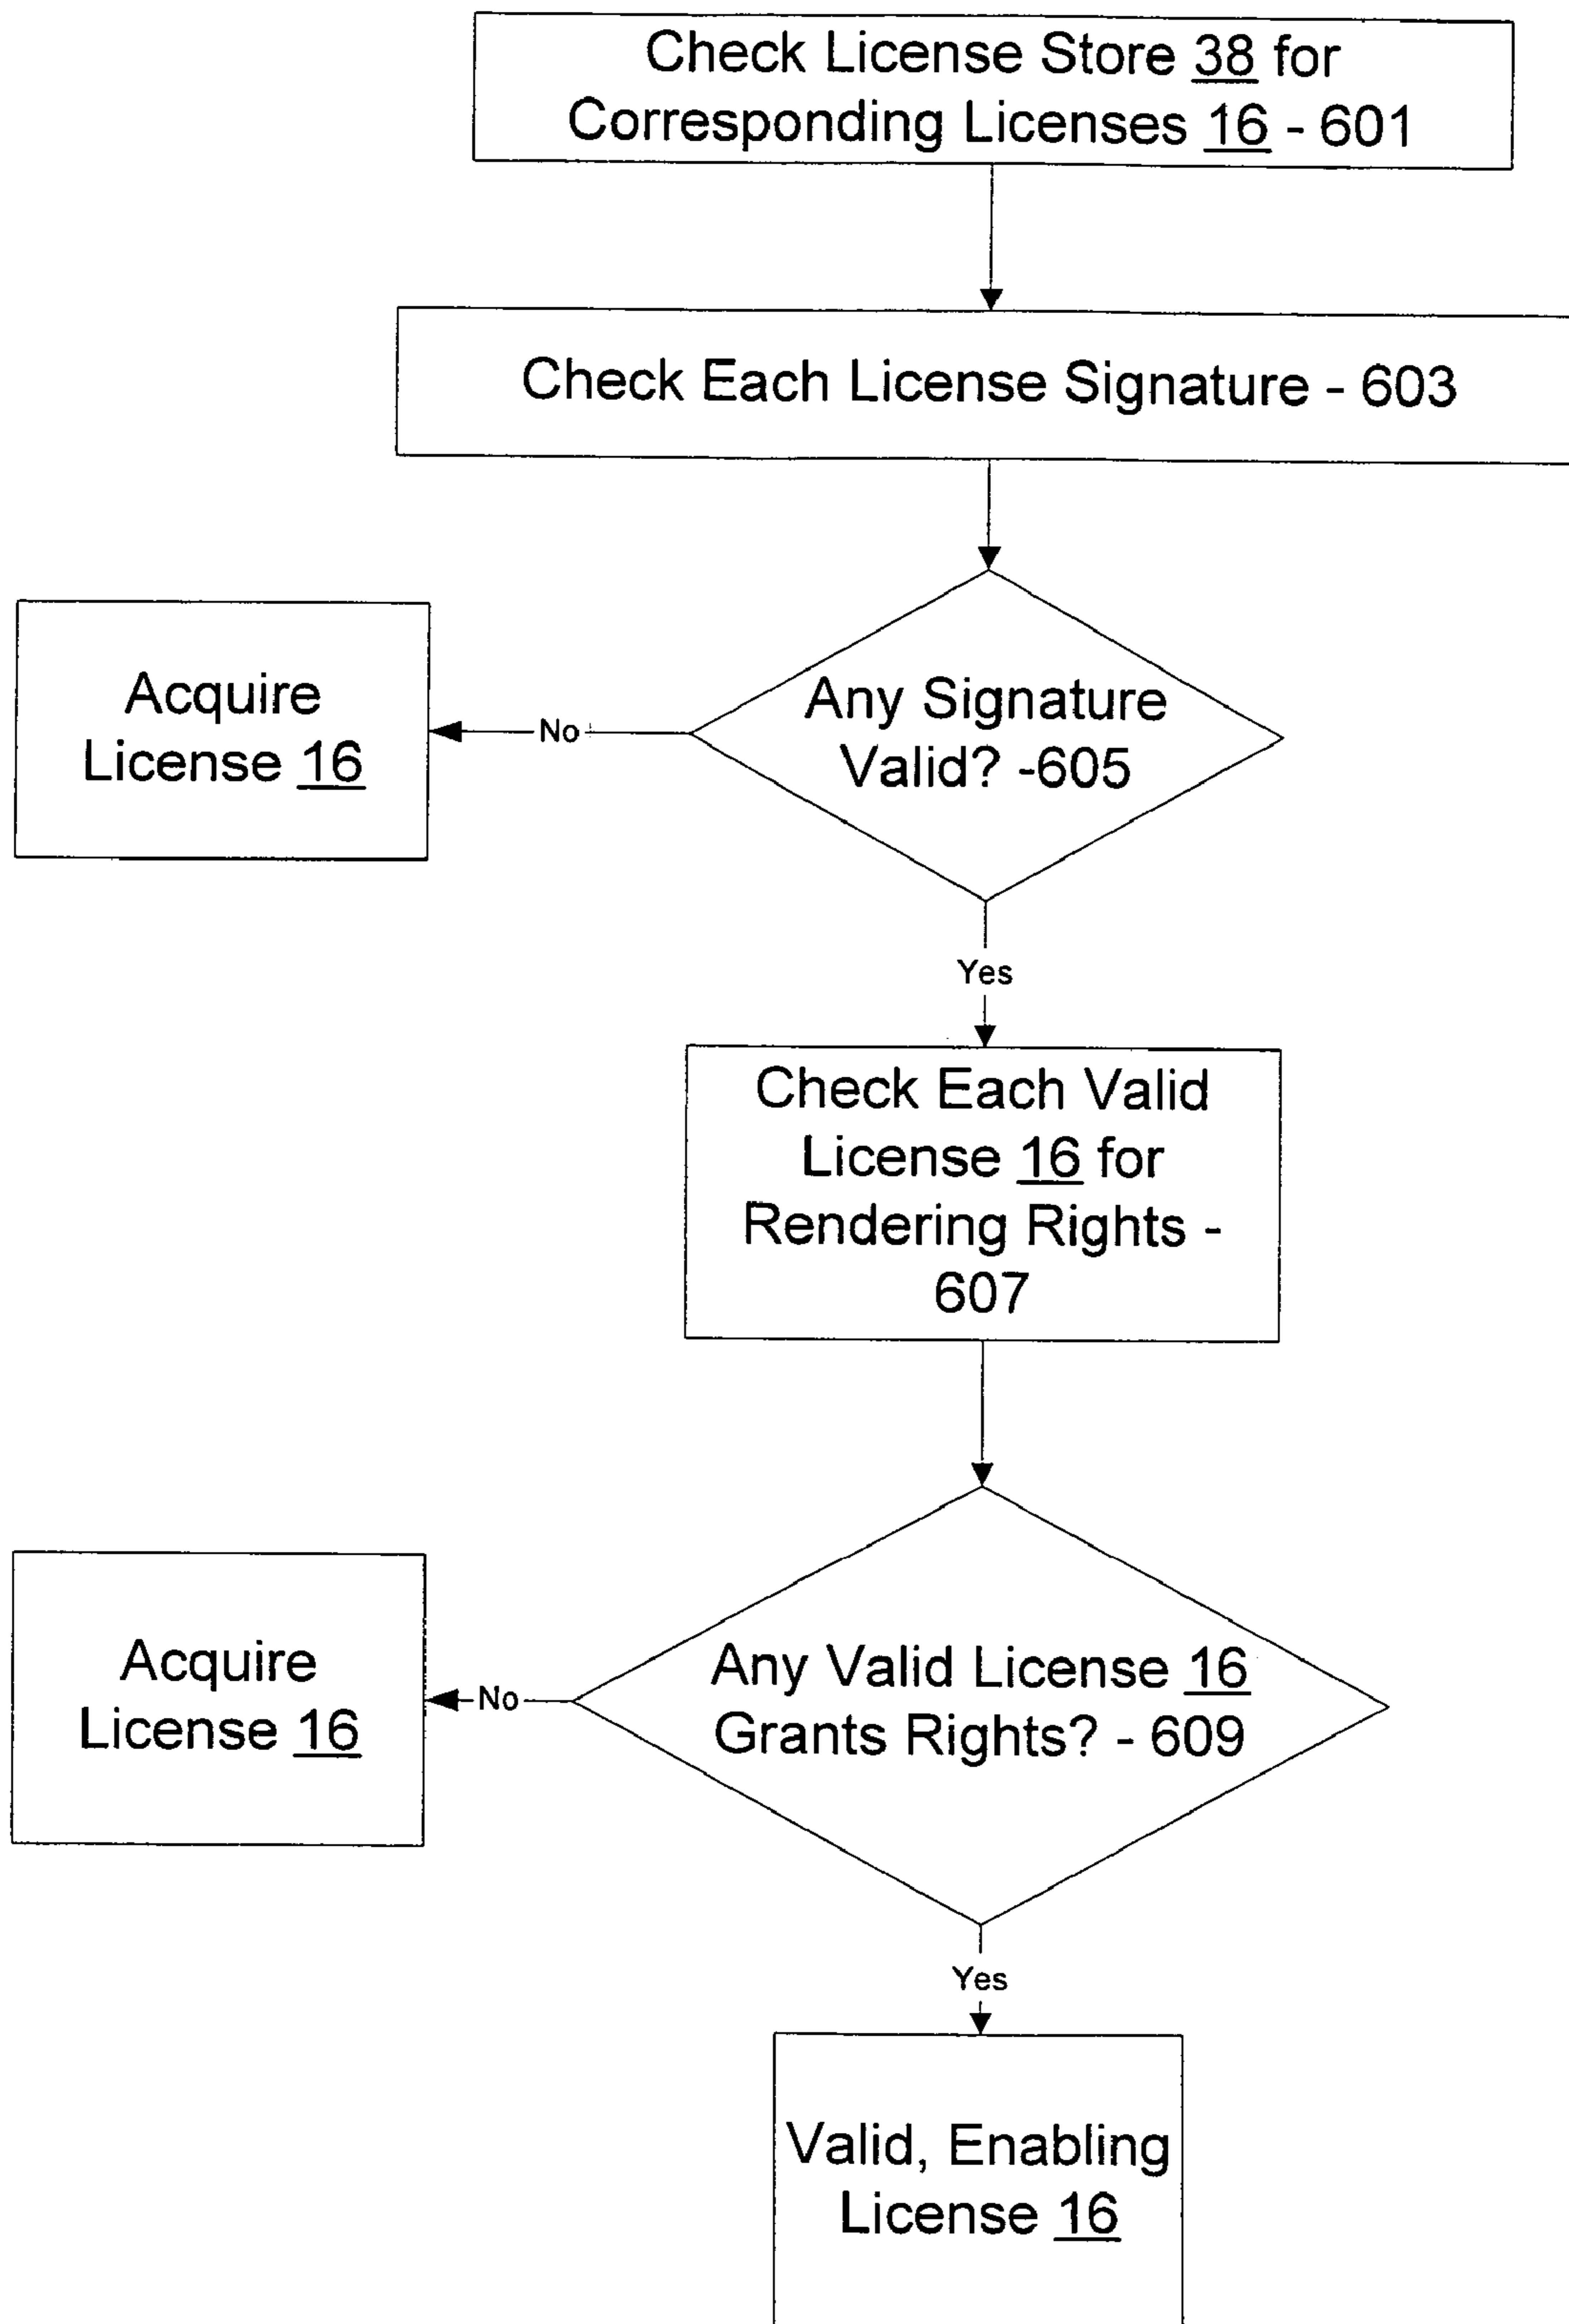 Check License Store 38 for
Corresponding Licenses 16 - 601
Check Each License Signature - 603
Any Signature
Valid? -605
No
Acquire
License 16
Yes
Check Each Valid
License 16 for
Rendering Rights -
607
Any Valid License 16
Grants Rights? - 609
No
Acquire
License 16
Yes
Valid, Enabling
License 16